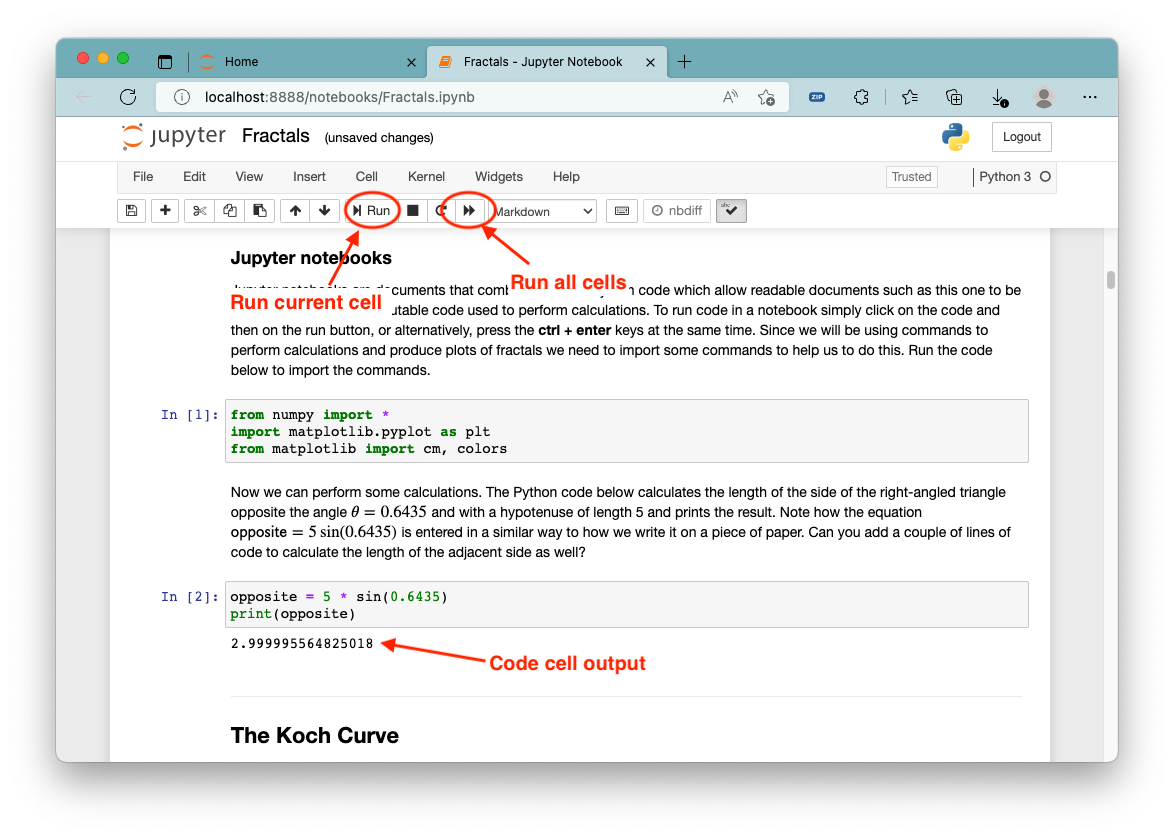 Home
Fractals - Jupyter Notebook
localhost:8888/notebooks/Fractals.ipynb
ZIP
jupyter Fractals (unsaved changes)
Logout
File Edit View Insert Cell Kernel Widgets Help
Trusted
Python 3
Run
Markdown
nbdiff
abc
Jupyter notebooks
Run current cell
Run all cells
documents that code which allow readable documents such as this one to be
code used to perform calculations. To run code in a notebook simply click on the code and
then on the run button, or alternatively, press the ctrl + enter keys at the same time. Since we will be using commands to
perform calculations and produce plots of fractals we need to import some commands to help us to do this. Run the code
below to import the commands.
In [1]:
from numpy import *
import matplotlib.pyplot as plt
from matplotlib import cm, colors
Now we can perform some calculations. The Python code below calculates the length of the side of the right-angled triangle
opposite the angle θ = 0.6435 and with a hypotenuse of length 5 and prints the result. Note how the equation
opposite = 5 sin(0.6435) is entered in a similar way to how we write it on a piece of paper. Can you add a couple of lines of
code to calculate the length of the adjacent side as well?
In [2]:
opposite = 5 * sin(0.6435)
print(opposite)
2.999995564825018
Code cell output
The Koch Curve